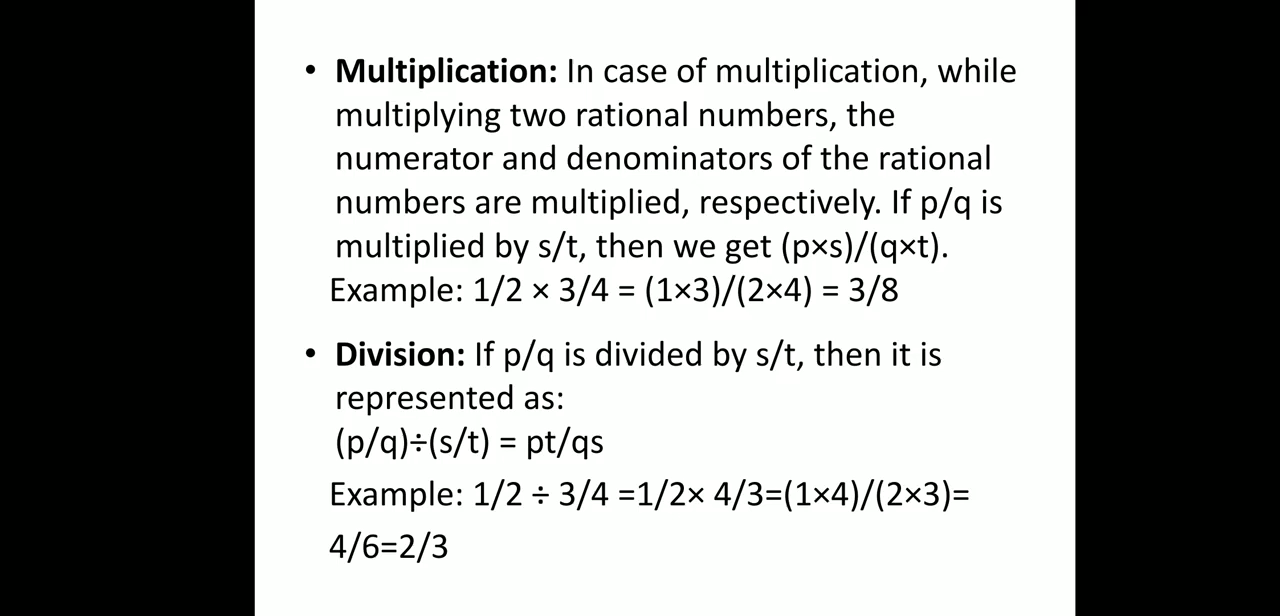 • Multiplication: In case of multiplication, while
multiplying two rational numbers, the
numerator and denominators of the rational
numbers are multiplied, respectively. If p/q is
multiplied by s/t, then we get (p×s)/(q×t).
Example: 1/2 × 3/4 = (1×3)/(2×4) = 3/8
• Division: If p/q is divided by s/t, then it is
represented as:
(p/q)÷(s/t) = pt/qs
Example: 1/2 ÷ 3/4 =1/2× 4/3=(1×4)/(2×3)=
4/6=2/3